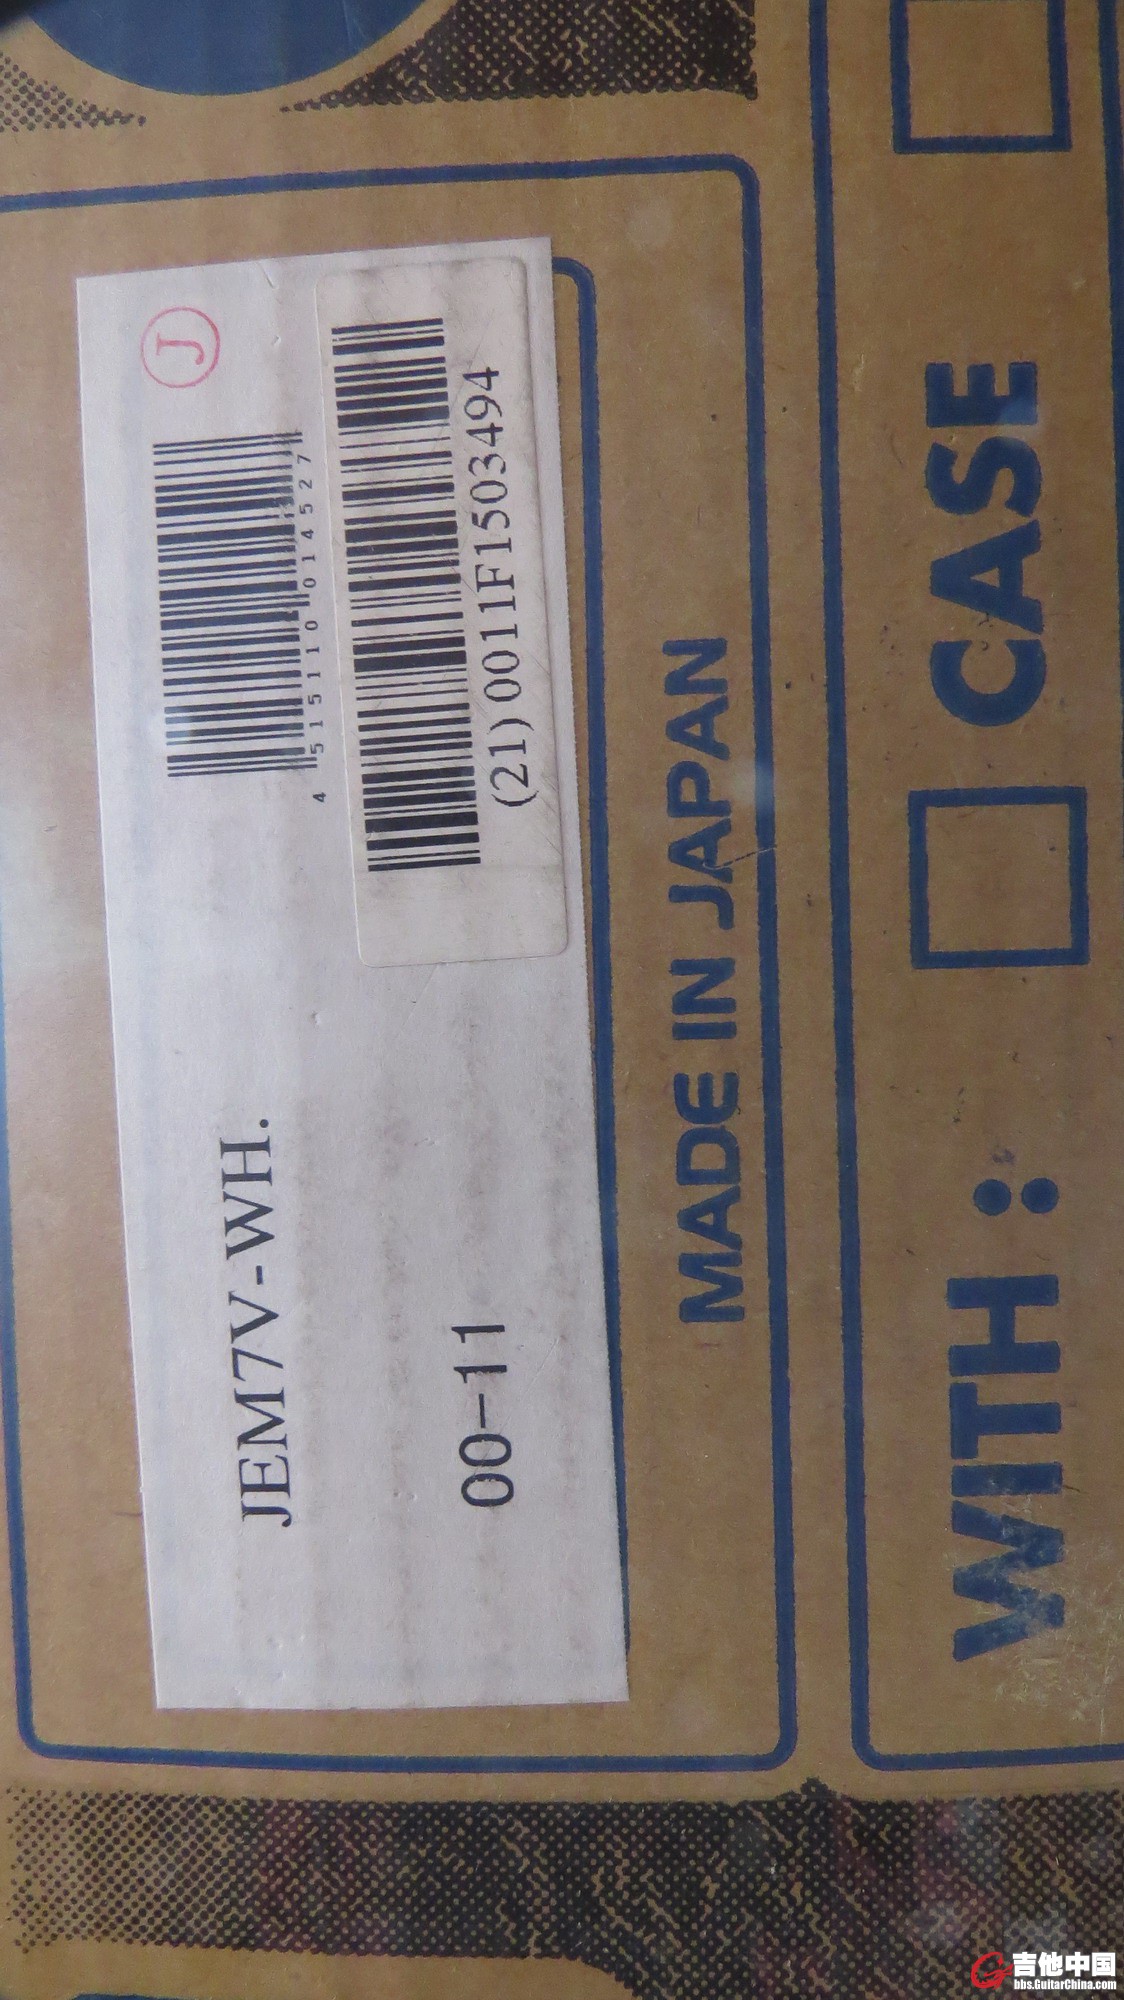 JEM7V-WH.
00-11
J
4 515110 014527
(21)0011F1503494
MADE IN JAPAN
WITH : CASE
吉他中国
bbs.GuitarChina.com